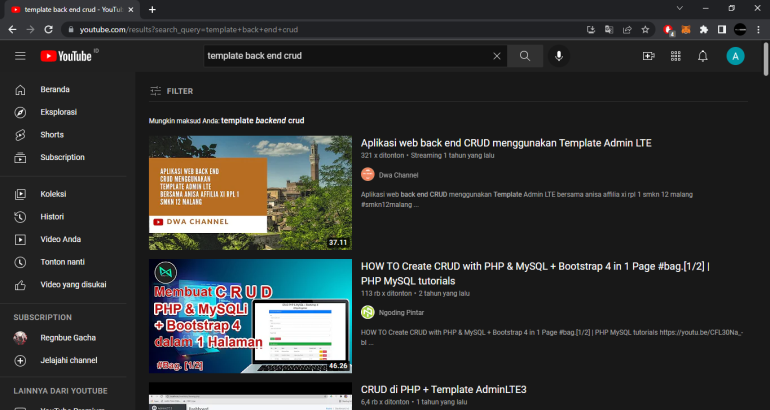 template back end crud - YouTub
youtube.com/results?search_query=template+back+end+crud
YouTube ID
template back end crud
A
Beranda
Eksplorasi
Shorts
Subscription
Koleksi
Histori
Video Anda
Tonton nanti
Video yang disukai
SUBSCRIPTION
Regnbue Gacha
Jelajahi channel
LAINNYA DARI YOUTUBE
YouTube Premium
FILTER
Mungkin maksud Anda: template backend crud
APLIKASI WEB BACK END
CRUD MENGGUNAKAN
TEMPLATE ADMIN LTE
BERSAMA ANISA AFFILIA XI RPL 1
SMKN 12 MALANG
DWA CHANNEL
37.11
Aplikasi web back end CRUD menggunakan Template Admin LTE
321 x ditonton • Streaming 1 tahun yang lalu
Dwa Channel
Aplikasi web back end CRUD menggunakan Template Admin LTE bersama anisa affilia xi rpl 1 smkn 12 malang
#smkn12malang ...
Membuat C R U D
PHP & MySQLi
+ Bootstrap 4
dalam 1 Halaman
#Bag. [1/2]
46.26
HOW TO Create CRUD with PHP & MySQL + Bootstrap 4 in 1 Page #bag.[1/2] |
PHP MySQL tutorials
113 rb x ditonton • 2 tahun yang lalu
Ngoding Pintar
HOW TO Create CRUD with PHP & MySQL + Bootstrap 4 in 1 Page #bag.[1/2] | PHP MySQL tutorials https://youtu.be/CFL30Na_-
bl ...
CRUD di PHP + Template AdminLTE3
6,4 rb x ditonton • 1 tahun yang lalu